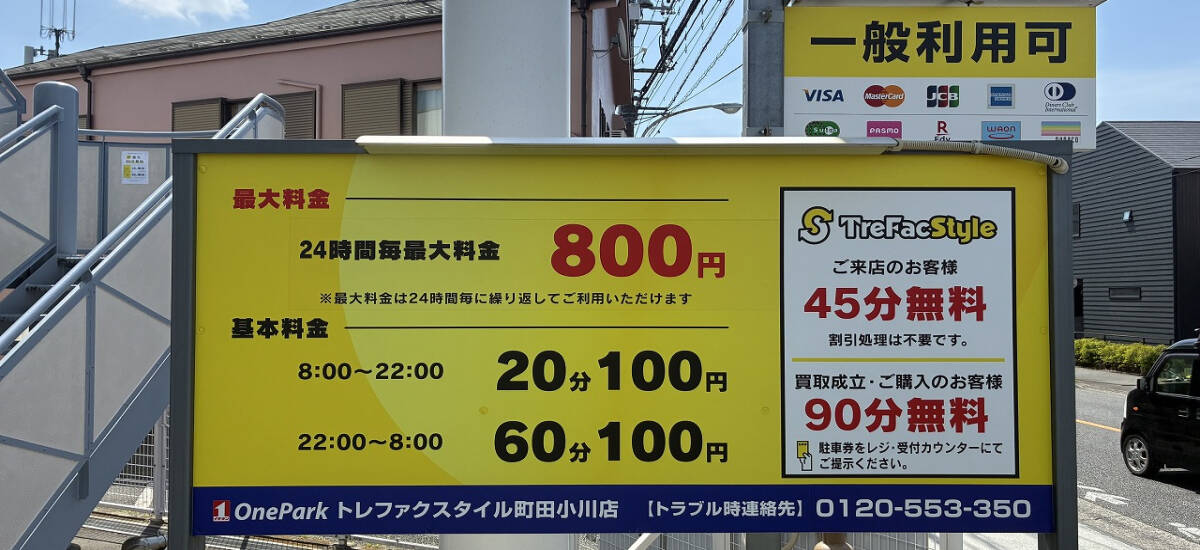 一般利用可
VISA MasterCard JCB Diners Club International
Suica PASMO R Edy WAON nanaco
最大料金
24時間毎最大料金 800円
※最大料金は24時間毎に繰り返してご利用いただけます
基本料金
8:00～22:00 20分100円
22:00～8:00 60分100円
TreFacStyle
ご来店のお客様
45分無料
割引処理は不要です。
買取成立・ご購入のお客様
90分無料
駐車券をレジ・受付カウンターにて
ご提示ください。
1 OnePark トレファクスタイル町田小川店 【トラブル時連絡先】 0120-553-350